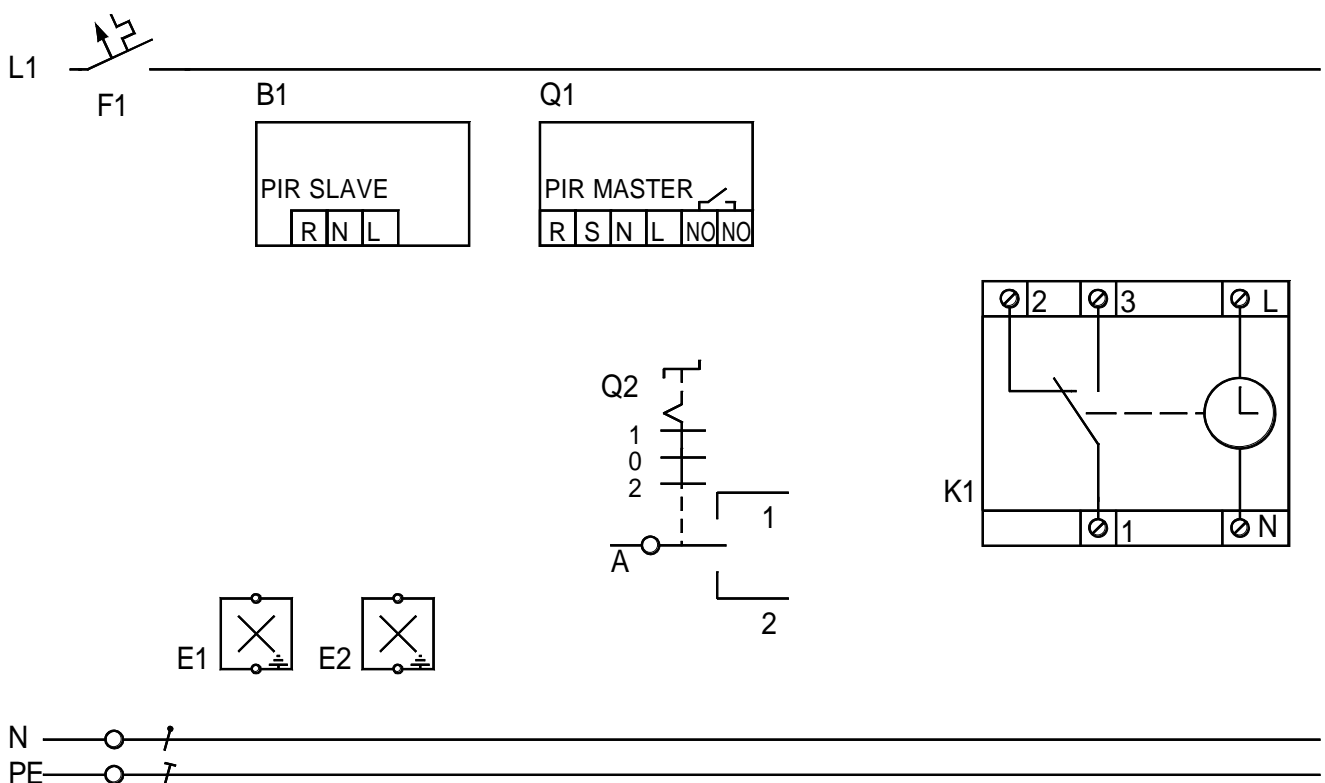 L1
F1
B1
Q1
PIR SLAVE
R N L
PIR MASTER
R S N L NO NO
2 3 L
Q2
1
0
2
K1
1
A
2
1 N
E1
E2
N
PE